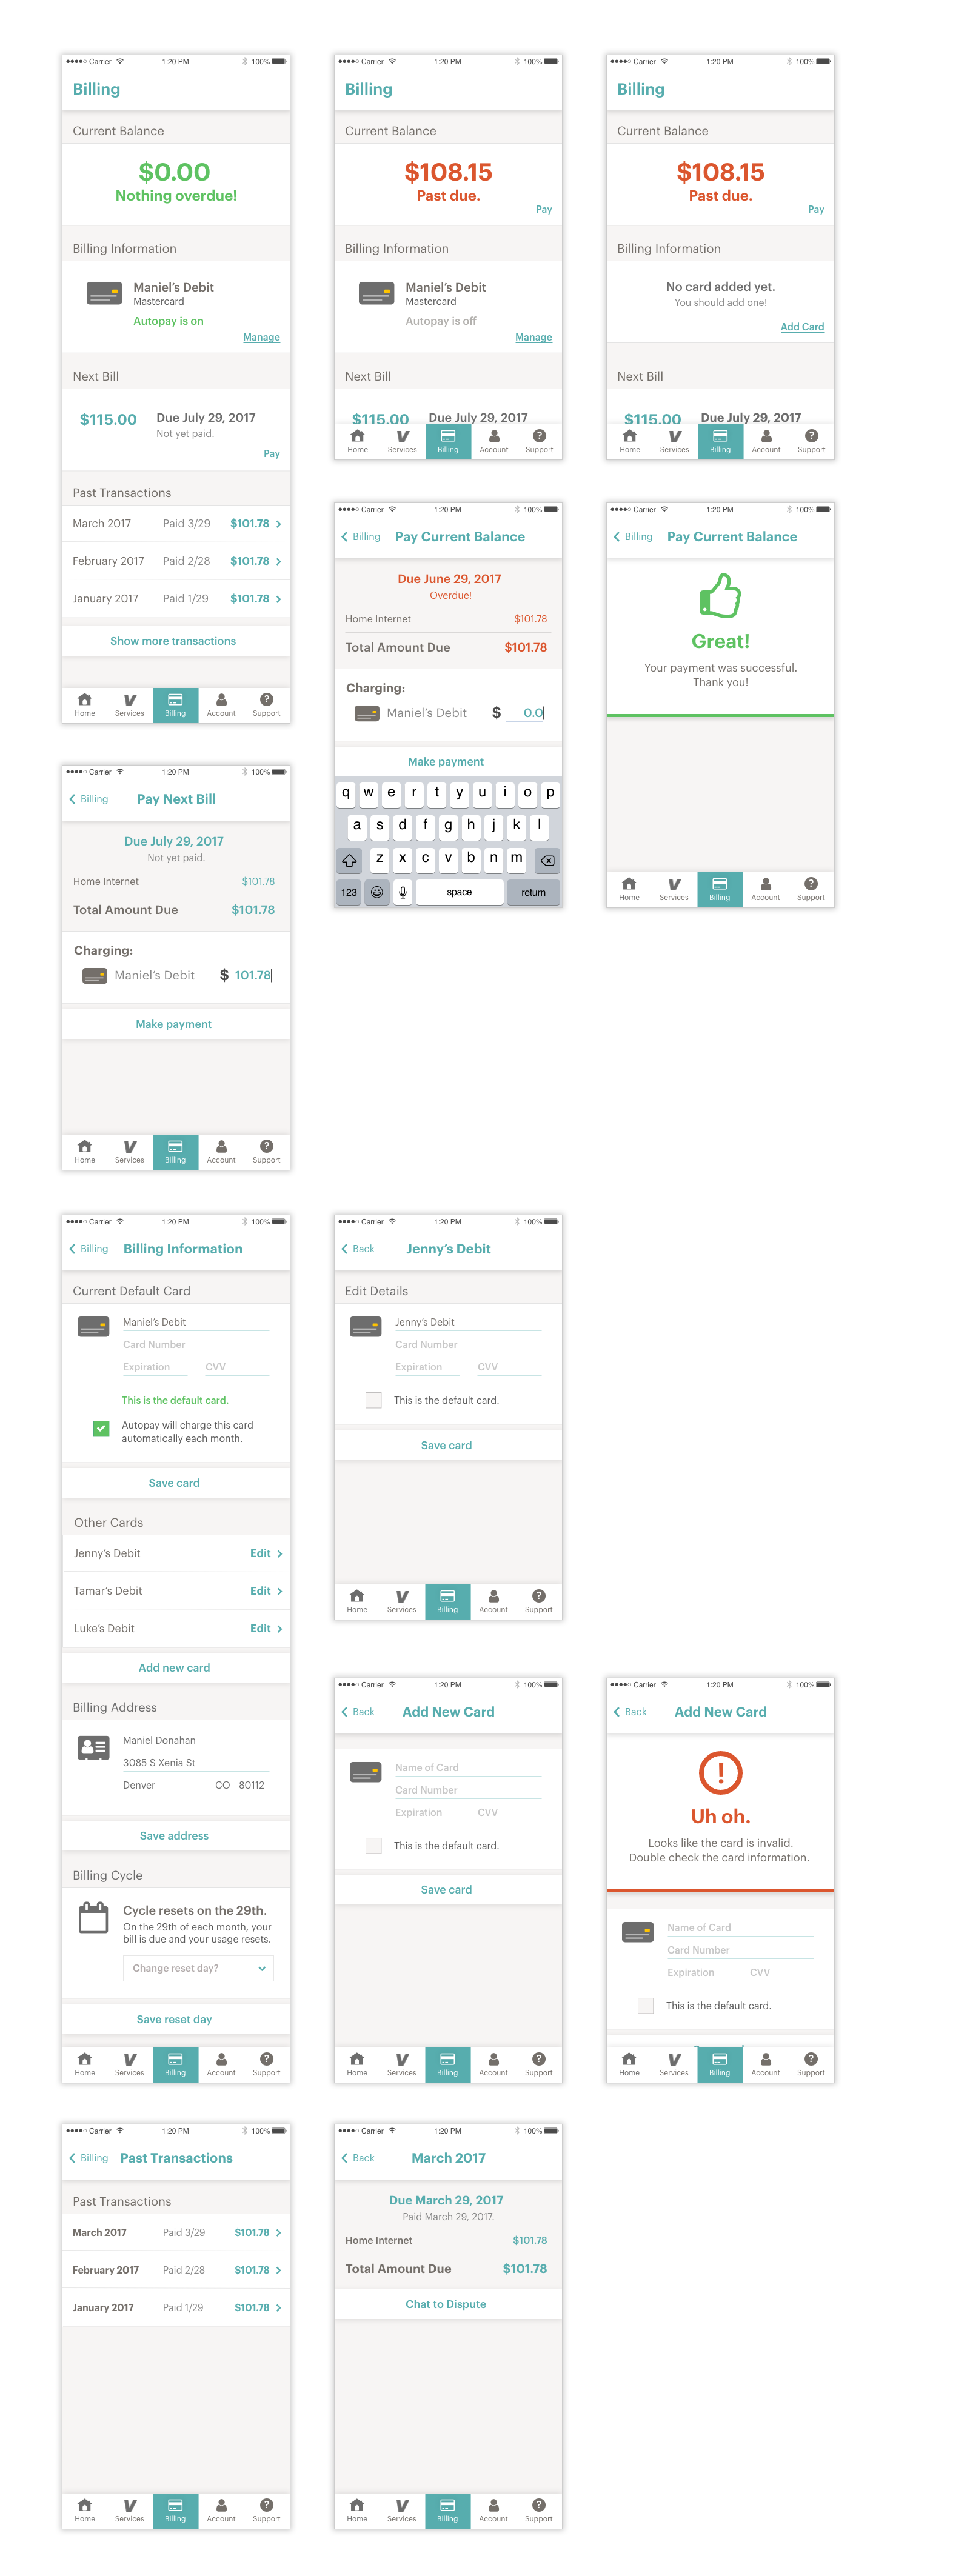 Carrier 1:20 PM 100%
Billing
Current Balance
$0.00
Nothing overdue!
Billing Information
Maniel's Debit
Mastercard
Autopay is on
Manage
Next Bill
$115.00 Due July 29, 2017
Not yet paid.
Pay
Past Transactions
March 2017 Paid 3/29 $101.78
February 2017 Paid 2/28 $101.78
January 2017 Paid 1/29 $101.78
Show more transactions
Home Services Billing Account Support
Carrier 1:20 PM 100%
Billing
Current Balance
$108.15
Past due.
Pay
Billing Information
Maniel's Debit
Mastercard
Autopay is off
Manage
Next Bill
$115.00 Due July 29, 2017
Home Services Billing Account Support
Carrier 1:20 PM 100%
Billing
Current Balance
$108.15
Past due.
Pay
Billing Information
No card added yet.
You should add one!
Add Card
Next Bill
$115.00 Due July 29, 2017
Home Services Billing Account Support
Carrier 1:20 PM 100%
Billing Pay Current Balance
Due June 29, 2017
Overdue!
Home Internet $101.78
Total Amount Due $101.78
Charging:
Maniel's Debit $ 0.0
Make payment
q w e r t y u i o p
a s d f g h j k l
z x c v b n m
123 space return
Carrier 1:20 PM 100%
Billing Pay Current Balance
Great!
Your payment was successful.
Thank you!
Home Services Billing Account Support
Carrier 1:20 PM 100%
Billing Pay Next Bill
Due July 29, 2017
Not yet paid.
Home Internet $101.78
Total Amount Due $101.78
Charging:
Maniel's Debit $ 101.78
Make payment
Home Services Billing Account Support
Carrier 1:20 PM 100%
Billing Billing Information
Current Default Card
Maniel's Debit
Card Number
Expiration CVV
This is the default card.
Autopay will charge this card
automatically each month.
Save card
Other Cards
Jenny's Debit Edit
Tamar's Debit Edit
Luke's Debit Edit
Add new card
Billing Address
Maniel Donahan
3085 S Xenia St
Denver CO 80112
Save address
Billing Cycle
Cycle resets on the 29th.
On the 29th of each month, your
bill is due and your usage resets.
Change reset day?
Save reset day
Home Services Billing Account Support
Carrier 1:20 PM 100%
Back Jenny's Debit
Edit Details
Jenny's Debit
Card Number
Expiration CVV
This is the default card.
Save card
Home Services Billing Account Support
Carrier 1:20 PM 100%
Back Add New Card
Name of Card
Card Number
Expiration CVV
This is the default card.
Save card
Home Services Billing Account Support
Carrier 1:20 PM 100%
Back Add New Card
Uh oh.
Looks like the card is invalid.
Double check the card information.
Name of Card
Card Number
Expiration CVV
This is the default card.
Home Services Billing Account Support
Carrier 1:20 PM 100%
Billing Past Transactions
Past Transactions
March 2017 Paid 3/29 $101.78
February 2017 Paid 2/28 $101.78
January 2017 Paid 1/29 $101.78
Home Services Billing Account Support
Carrier 1:20 PM 100%
Back March 2017
Due March 29, 2017
Paid March 29, 2017.
Home Internet $101.78
Total Amount Due $101.78
Chat to Dispute
Home Services Billing Account Support